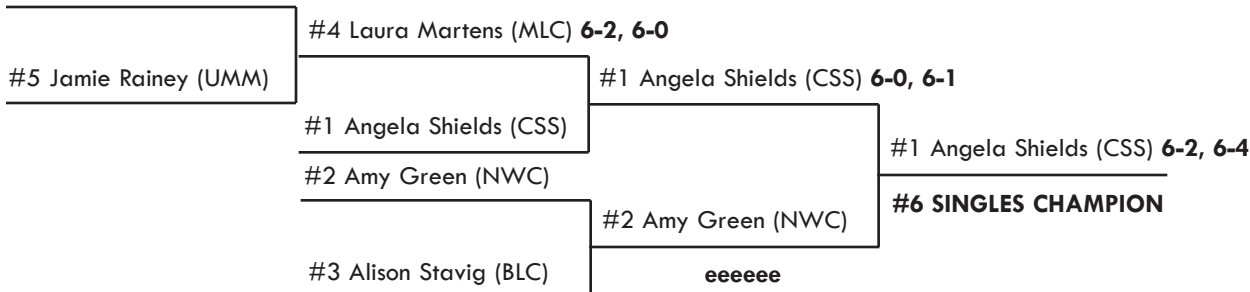 #4 Laura Martens (MLC) 6-2, 6-0
#5 Jamie Rainey (UMM)
#1 Angela Shields (CSS) 6-0, 6-1
#1 Angela Shields (CSS)
#1 Angela Shields (CSS) 6-2, 6-4
#2 Amy Green (NWC)
#6 SINGLES CHAMPION
#2 Amy Green (NWC)
#3 Alison Stavig (BLC)
eeeeee